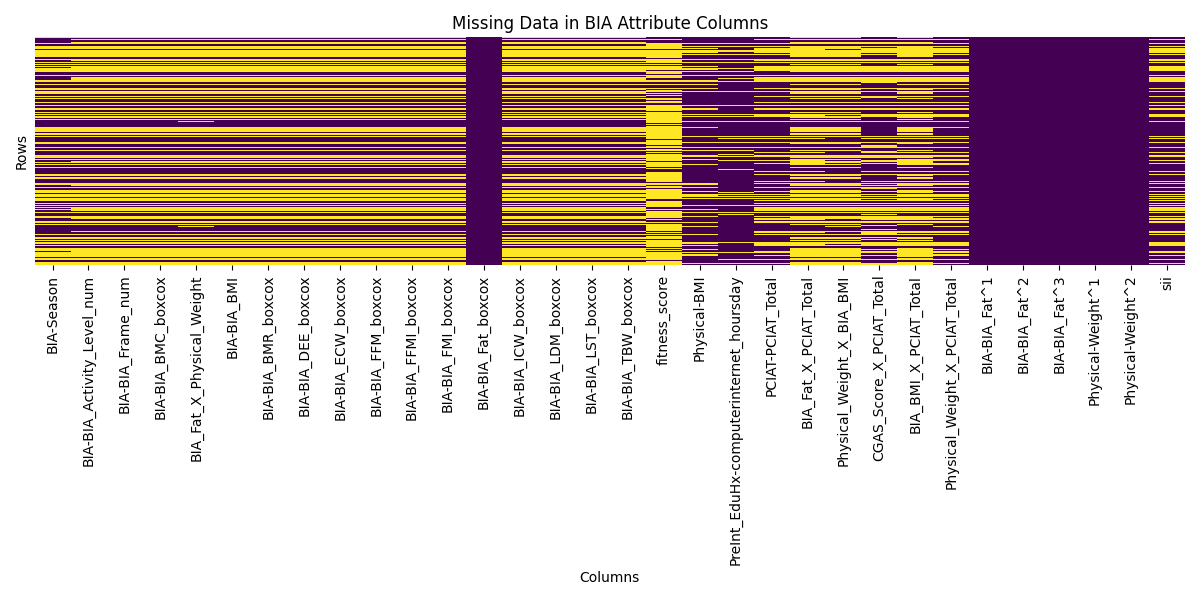 Missing Data in BIA Attribute Columns
Rows
BIA-Season
BIA-BIA_Activity_Level_num
BIA-BIA_Frame_num
BIA-BIA_BMC_boxcox
BIA_Fat_X_Physical_Weight
BIA-BIA_BMI
BIA-BIA_BMR_boxcox
BIA-BIA_DEE_boxcox
BIA-BIA_ECW_boxcox
BIA-BIA_FFM_boxcox
BIA-BIA_FFMI_boxcox
BIA-BIA_FMI_boxcox
BIA-BIA_Fat_boxcox
BIA-BIA_ICW_boxcox
BIA-BIA_LDM_boxcox
BIA-BIA_LST_boxcox
BIA-BIA_TBW_boxcox
fitness_score
Physical-BMI
PreInt_EduHx-computerinternet_hoursday
PCIAT-PCIAT_Total
BIA_Fat_X_PCIAT_Total
Physical_Weight_X_BIA_BMI
CGAS_Score_X_PCIAT_Total
BIA_BMI_X_PCIAT_Total
Physical_Weight_X_PCIAT_Total
BIA-BIA_Fat^1
BIA-BIA_Fat^2
BIA-BIA_Fat^3
Physical-Weight^1
Physical-Weight^2
sii
Columns